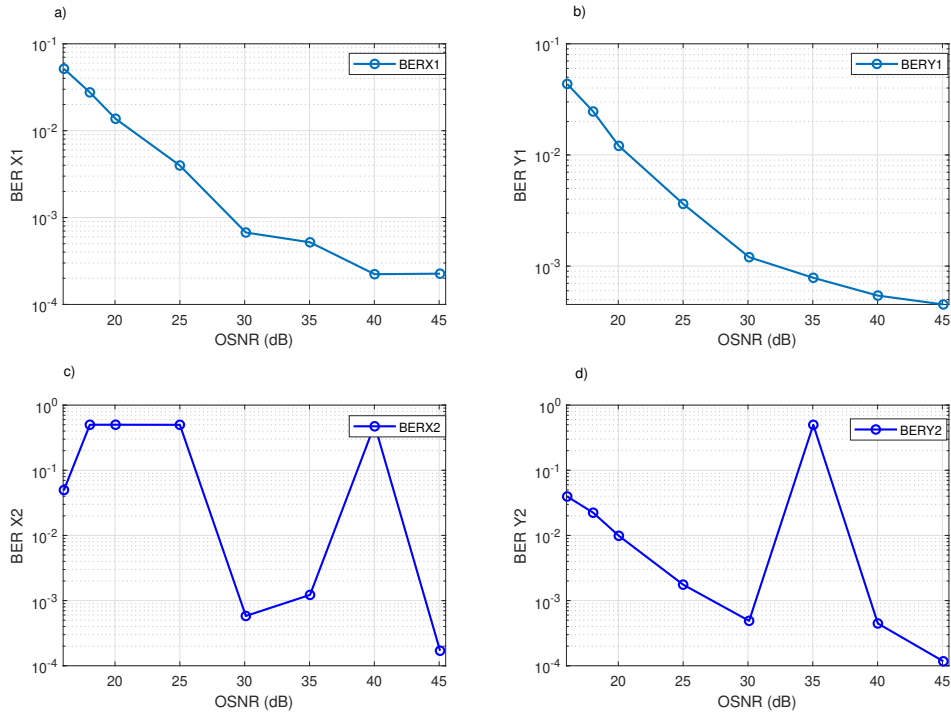 a)
10^-1
10^-2
10^-3
10^-4
BER X1
20 25 30 35 40 45
OSNR (dB)
BERX1
b)
10^-1
10^-2
10^-3
BER Y1
20 25 30 35 40 45
OSNR (dB)
BERY1
c)
10^0
10^-1
10^-2
10^-3
10^-4
BER X2
20 25 30 35 40 45
OSNR (dB)
BERX2
d)
10^0
10^-1
10^-2
10^-3
10^-4
BER Y2
20 25 30 35 40 45
OSNR (dB)
BERY2